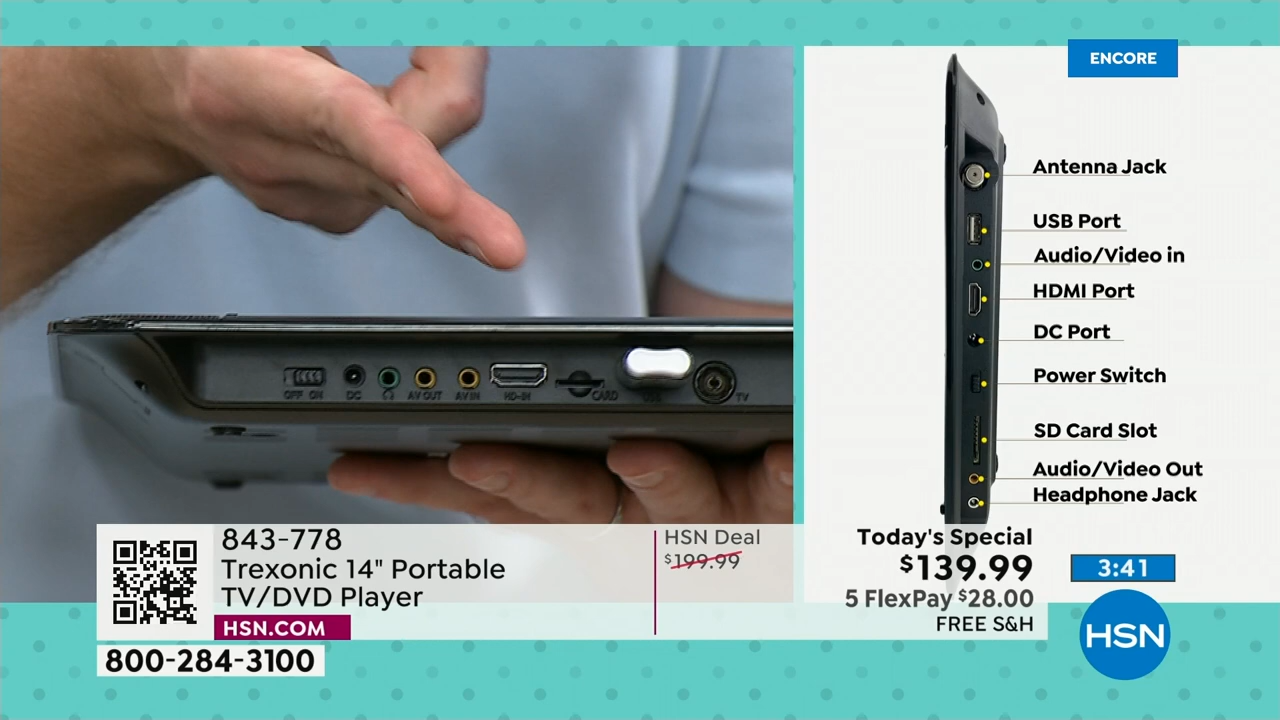 ENCORE
Antenna Jack
USB Port
Audio/Video in
HDMI Port
DC Port
Power Switch
SD Card Slot
Audio/Video Out
Headphone Jack
OFF ON
DC
AV OUT
AV IN
HD-IN
CARD
USB
TV
843-778
Trexonic 14" Portable
TV/DVD Player
HSN.COM
800-284-3100
HSN Deal
$199.99
Today's Special
$139.99
5 FlexPay $28.00
FREE S&H
3:41
HSN